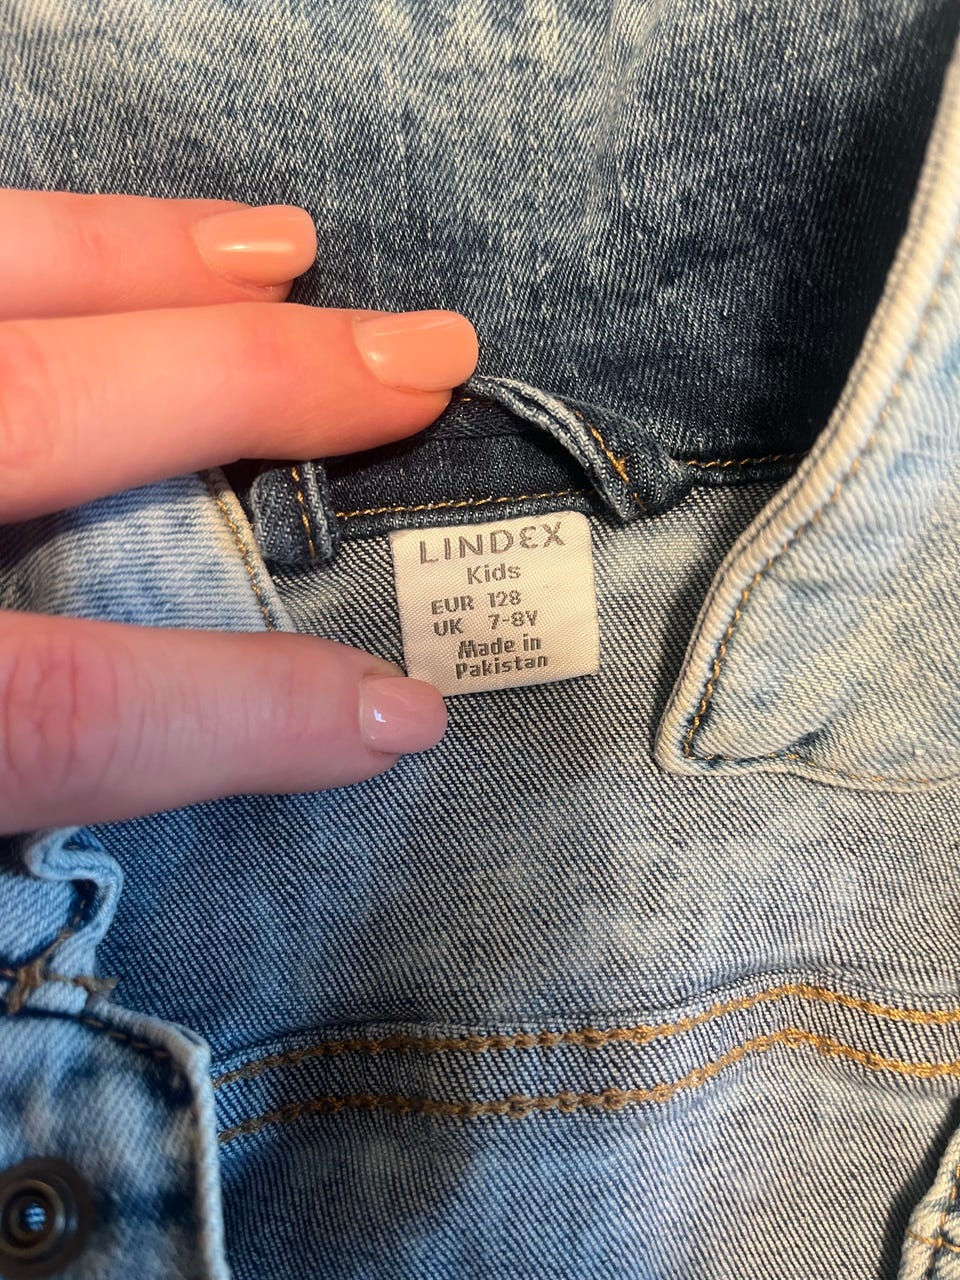 LINDEX
Kids
EUR 128
UK 7-8Y
Made in
Pakistan